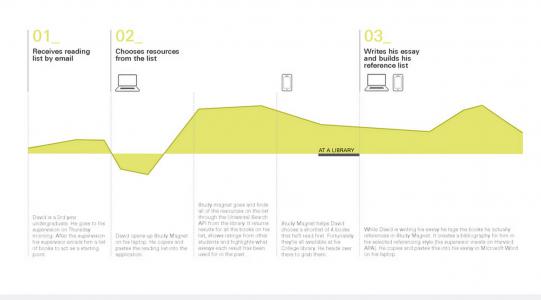 01_
Receives reading
list by email
02_
Chooses resources
from the list
03_
Writes his essay
and builds his
reference list
AT A LIBRARY
David is a 3rd year
undergraduate. He goes to his
supervision on Thursday
morning. After the supervision
his supervisor emails him a list
of books to act as a starting
point.
David opens up Study Magnet
on his laptop. He copies and
pastes the reading list into the
application.
Study magnet goes and finds
all of the resources on the list
through the Universal Search
API from the library. It returns
results for all the books on his
list, shows ratings from other
students and highlights what
essays each result has been
used for in the past.
Study Magnet helps David
choose a shortlist of 4 books
that he'll read first. Fortunately
they're all available at his
College library. He heads over
there to grab them.
While David is writing his essay he tags the books he actually
references in Study Magnet. It creates a bibliography for him in
his selected referencing style (his supervisor insists on Harvard
APA). He copies and pastes this into his essay in Microsoft Word
on his laptop.